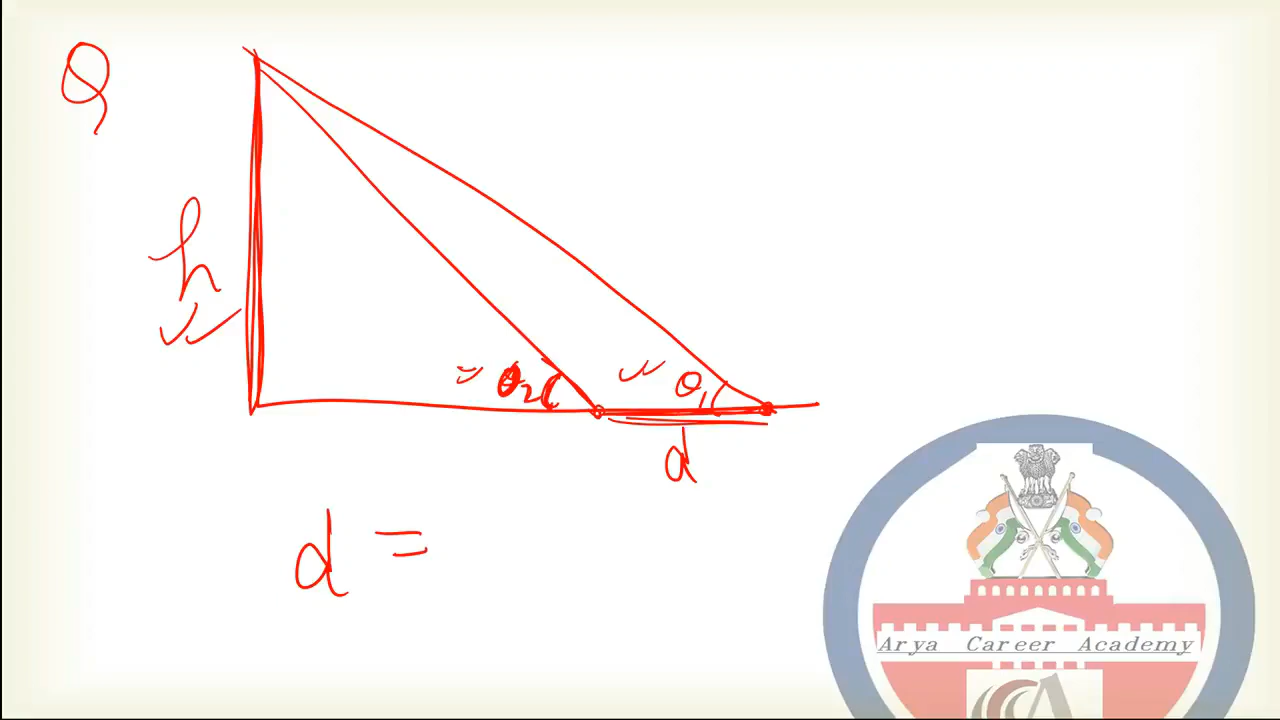 Q
h
θ₂
θ₁
d
d =
Arya Career Academy